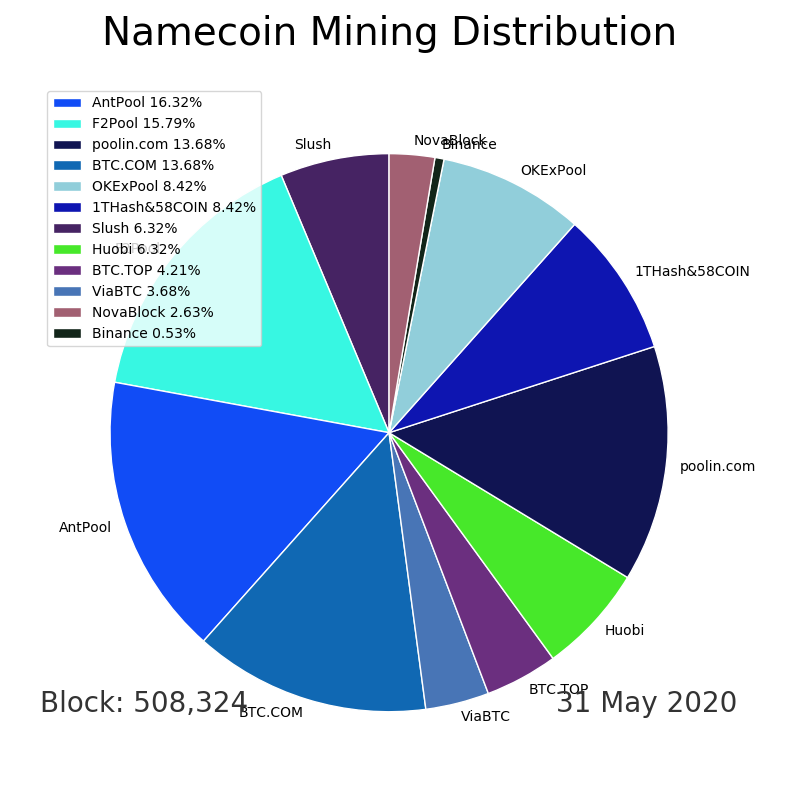 Namecoin Mining Distribution
AntPool 16.32%
F2Pool 15.79%
poolin.com 13.68%
BTC.COM 13.68%
OKExPool 8.42%
1THash&58COIN 8.42%
Slush 6.32%
Huobi 6.32%
BTC.TOP 4.21%
ViaBTC 3.68%
NovaBlock 2.63%
Binance 0.53%
Slush
NovaBlock
Binance
OKExPool
F2Pool
1THash&58COIN
poolin.com
AntPool
Huobi
BTC.TOP
Block: 508,324
31 May 2020
BTC.COM
ViaBTC